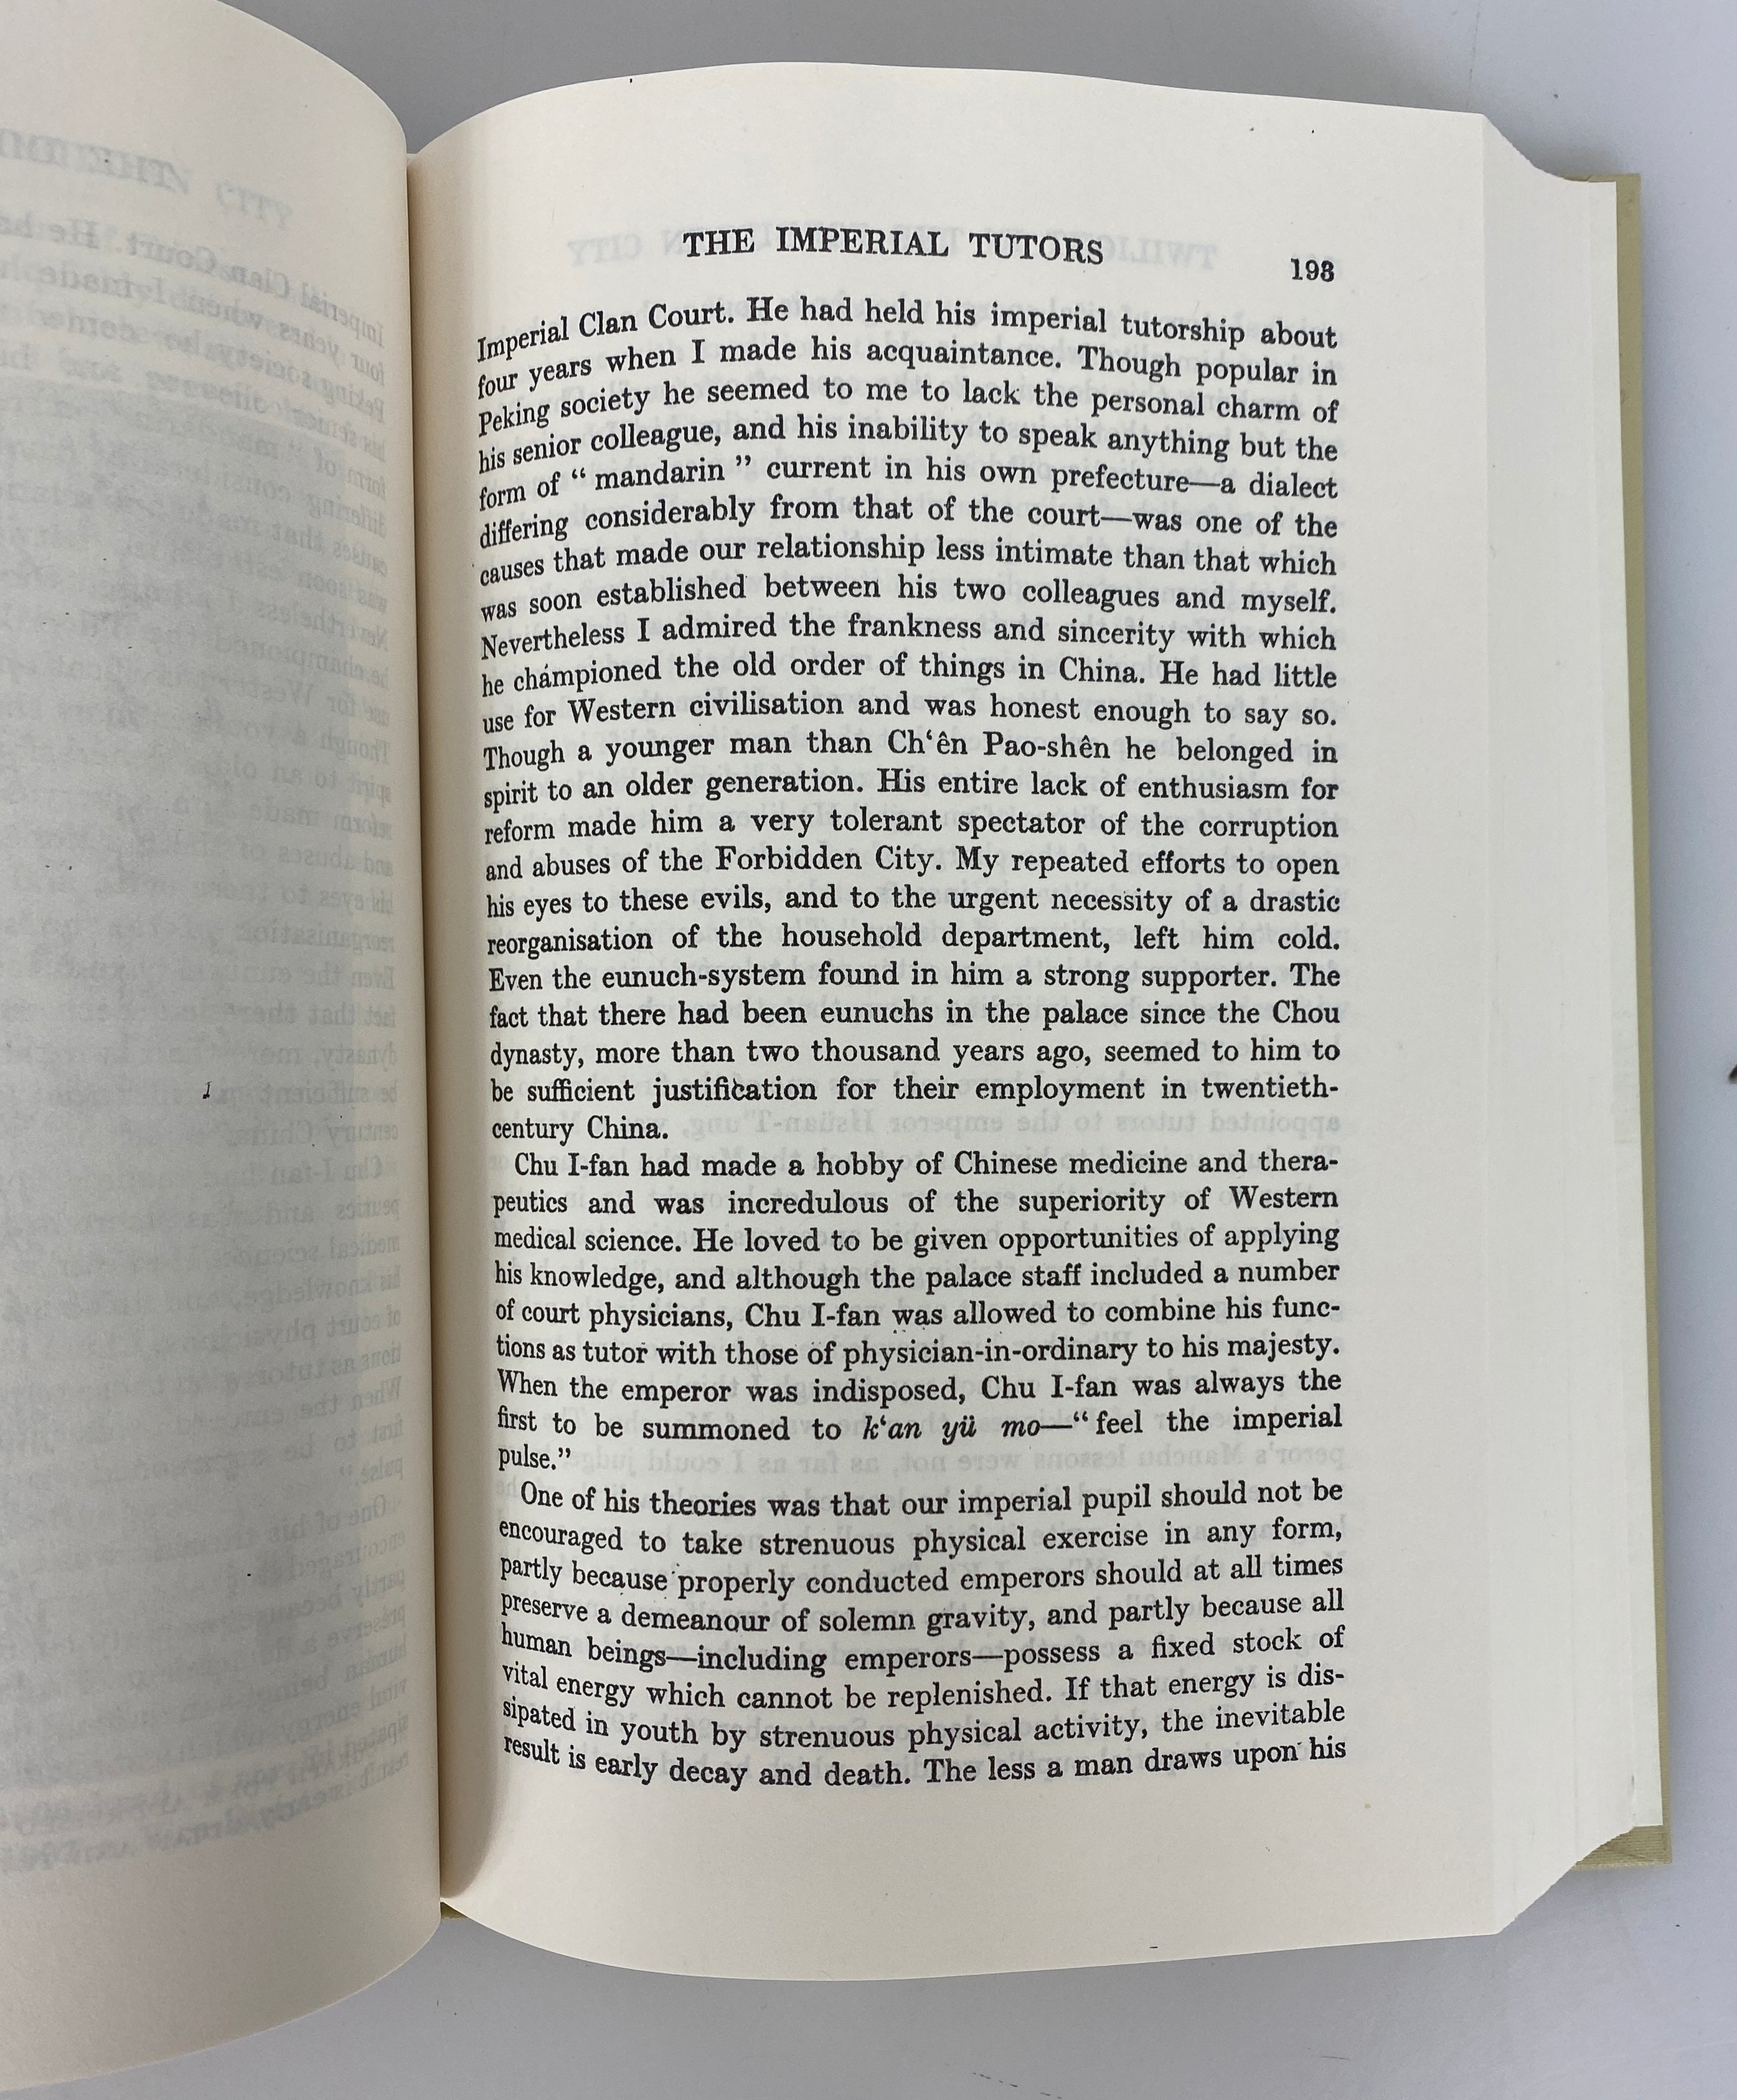 THE IMPERIAL TUTORS
193
Imperial Clan Court. He had held his imperial tutorship about
four years when I made his acquaintance. Though popular in
Peking society he seemed to me to lack the personal charm of
his senior colleague, and his inability to speak anything but the
form of “ mandarin ” current in his own prefecture—a dialect
differing considerably from that of the court—was one of the
causes that made our relationship less intimate than that which
was soon established between his two colleagues and myself.
Nevertheless I admired the frankness and sincerity with which
he championed the old order of things in China. He had little
use for Western civilisation and was honest enough to say so.
Though a younger man than Ch‘ên Pao-shên he belonged in
spirit to an older generation. His entire lack of enthusiasm for
reform made him a very tolerant spectator of the corruption
and abuses of the Forbidden City. My repeated efforts to open
his eyes to these evils, and to the urgent necessity of a drastic
reorganisation of the household department, left him cold.
Even the eunuch-system found in him a strong supporter. The
fact that there had been eunuchs in the palace since the Chou
dynasty, more than two thousand years ago, seemed to him to
be sufficient justification for their employment in twentieth-
century China.
Chu I-fan had made a hobby of Chinese medicine and thera-
peutics and was incredulous of the superiority of Western
medical science. He loved to be given opportunities of applying
his knowledge, and although the palace staff included a number
of court physicians, Chu I-fan was allowed to combine his func-
tions as tutor with those of physician-in-ordinary to his majesty.
When the emperor was indisposed, Chu I-fan was always the
first to be summoned to k‘an yü mo—“ feel the imperial
pulse.”
One of his theories was that our imperial pupil should not be
encouraged to take strenuous physical exercise in any form,
partly because properly conducted emperors should at all times
preserve a demeanour of solemn gravity, and partly because all
human beings—including emperors—possess a fixed stock of
vital energy which cannot be replenished. If that energy is dis-
sipated in youth by strenuous physical activity, the inevitable
result is early decay and death. The less a man draws upon his